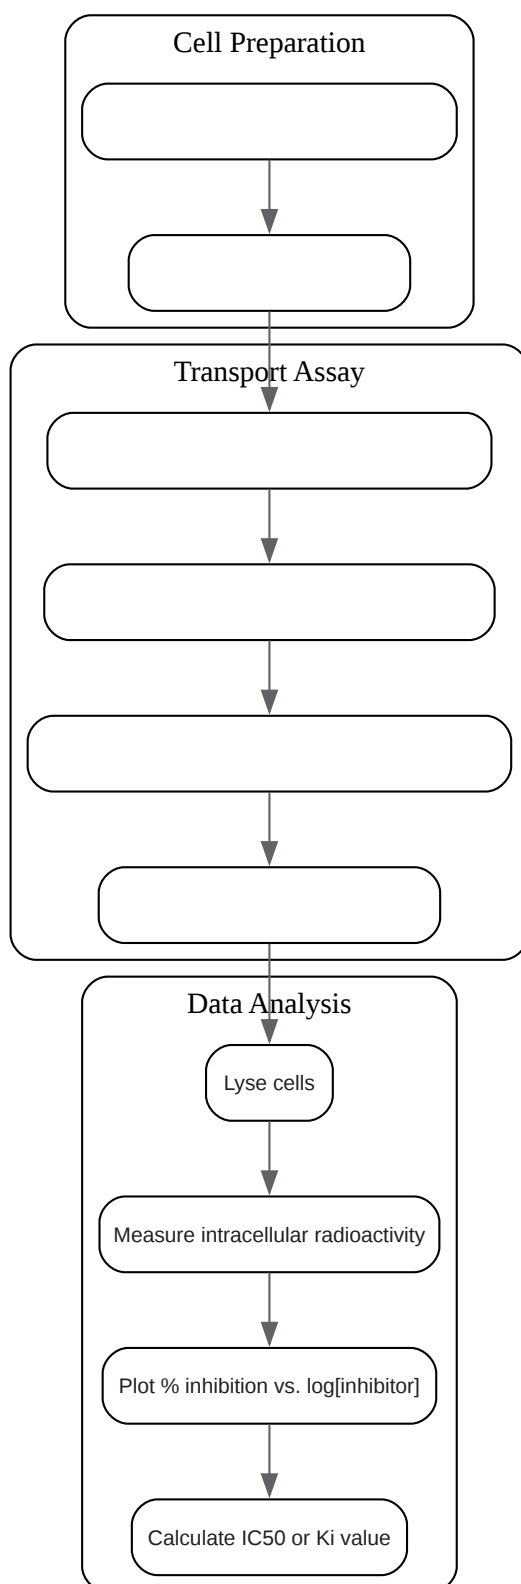 Cell Preparation
Transport Assay
Data Analysis
Lyse cells
Measure intracellular radioactivity
Plot % inhibition vs. log[inhibitor]
Calculate IC50 or Ki value